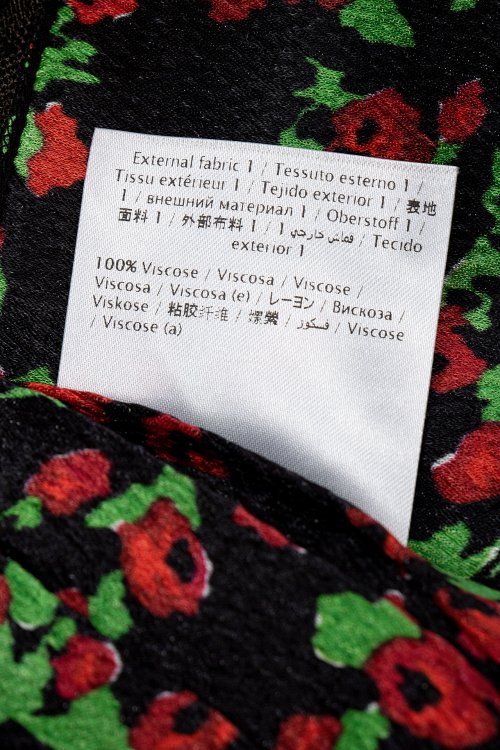 External fabric 1 / Tessuto esterno 1 /
Tissu extérieur 1 / Tejido exterior 1 / 表地
1 / внешний материал 1 / Oberstoff 1 /
面料 1 / 外部布料 1 / 1 قماش خارجي / Tecido
exterior 1
100% Viscose / Viscosa / Viscose /
Viscosa / Viscosa (e) / レーヨン / Вискоза /
Viskose / 粘胶纤维 / 嫘縈 / فسكوز / Viscose
/ Viscose (a)